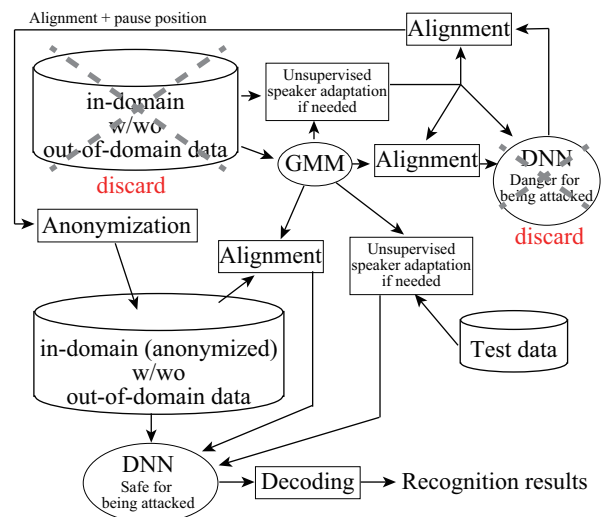 Alignment + pause position
Alignment
in-domain
w/wo
out-of-domain data
discard
Unsupervised
speaker adaptation
if needed
GMM
Alignment
DNN
Danger for
being attacked
discard
Anonymization
Alignment
Unsupervised
speaker adaptation
if needed
in-domain (anonymized)
w/wo
out-of-domain data
Test data
DNN
Safe for
being attacked
Decoding
Recognition results